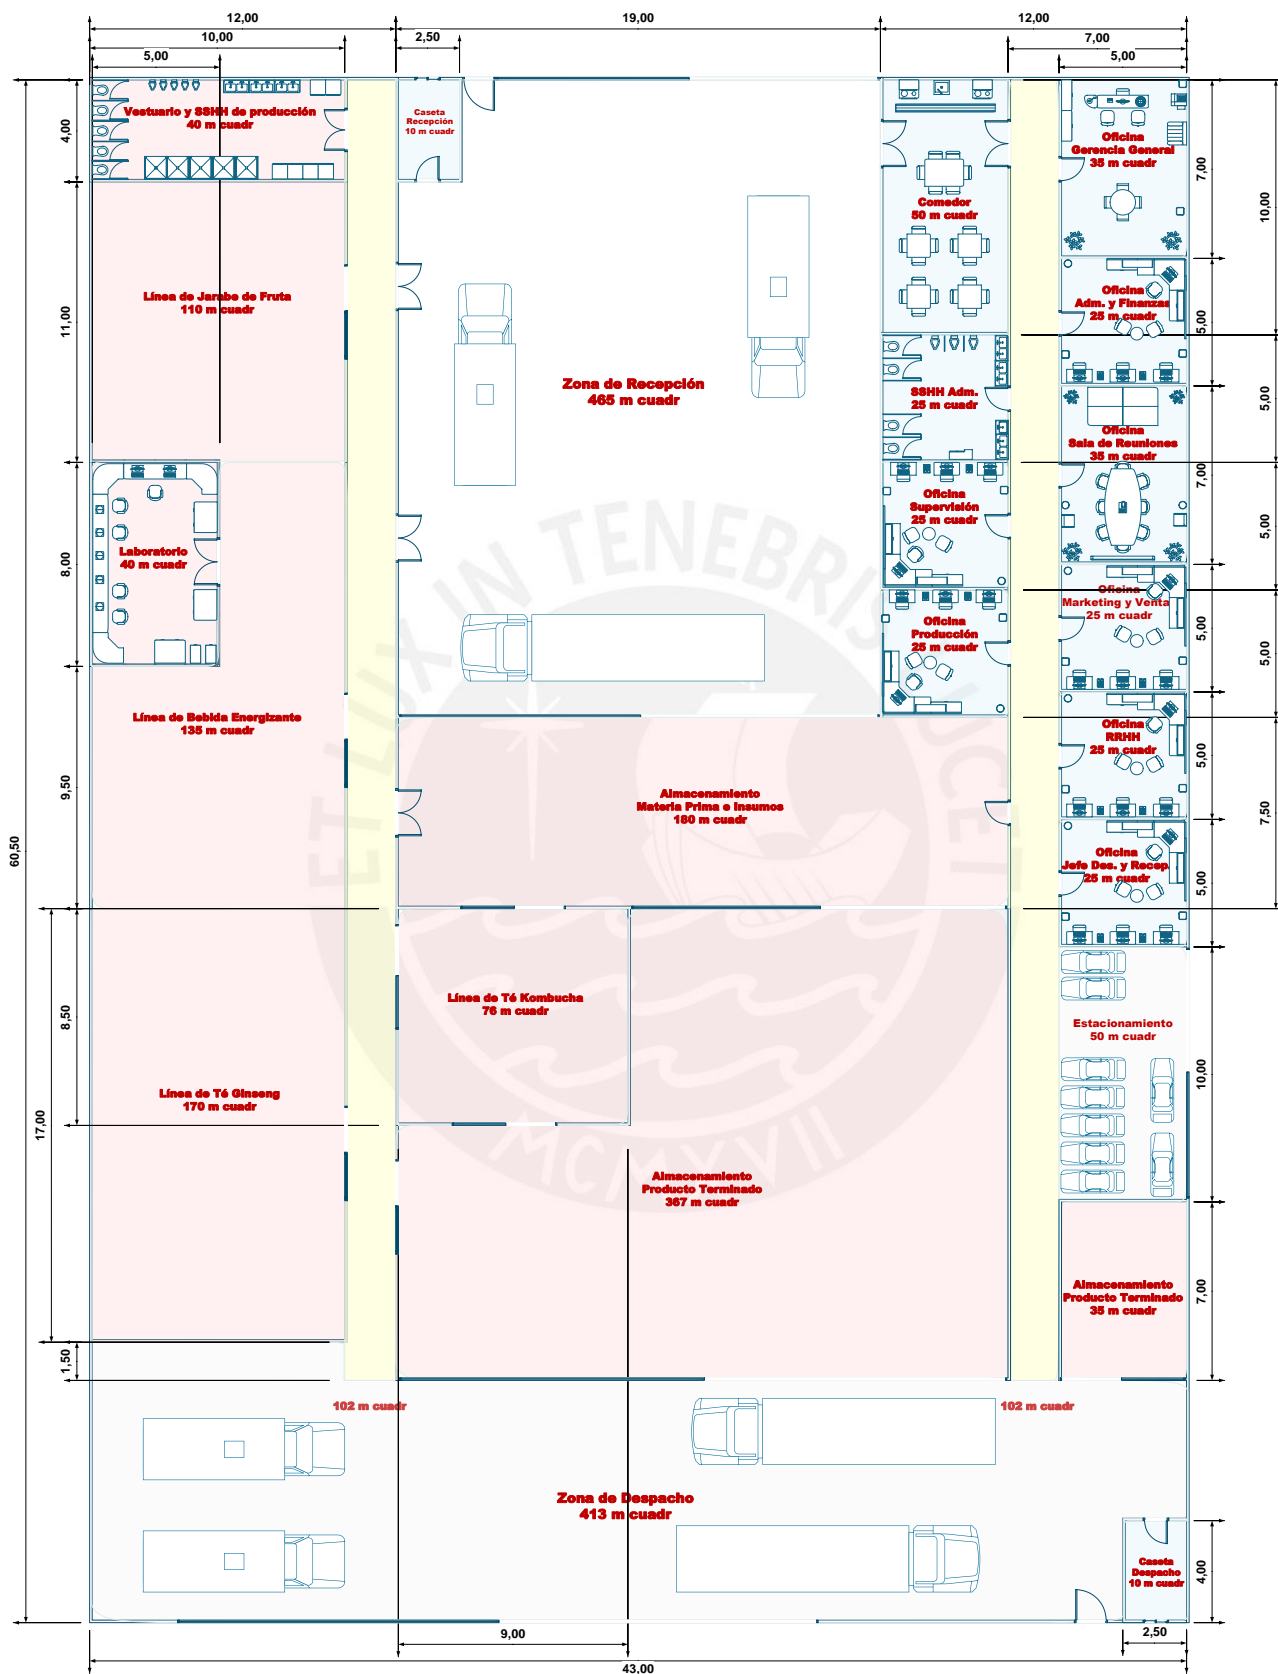 12,00
19,00
12,00
10,00
2,50
7,00
5,00
5,00
Vestuario y SSHH de producción
40 m cuadr
4,00
Caseta
Recepción
10 m cuadr
Oficina
Gerencia General
35 m cuadr
7,00
10,00
Comedor
50 m cuadr
Línea de Jarabe de Fruta
110 m cuadr
11,00
Oficina
Adm. y Finanzas
25 m cuadr
5,00
Zona de Recepción
465 m cuadr
SSHH Adm.
25 m cuadr
5,00
Oficina
Sala de Reuniones
35 m cuadr
7,00
Oficina
Supervisión
25 m cuadr
5,00
Laboratorio
40 m cuadr
8,00
ET LUX IN TENEBRIS LUCET
Oficina
Marketing y Venta
25 m cuadr
5,00
Oficina
Producción
25 m cuadr
5,00
Línea de Bebida Energizante
135 m cuadr
9,50
Oficina
RRHH
25 m cuadr
5,00
Almacenamiento
Materia Prima e Insumos
180 m cuadr
7,50
60,50
Oficina
Jefe Des. y Recep.
25 m cuadr
5,00
Línea de Té Kombucha
76 m cuadr
8,50
Estacionamiento
50 m cuadr
10,00
Línea de Té Ginseng
170 m cuadr
17,00
MCMXVII
Almacenamiento
Producto Terminado
367 m cuadr
Almacenamiento
Producto Terminado
35 m cuadr
7,00
1,50
102 m cuadr
102 m cuadr
Zona de Despacho
413 m cuadr
Caseta
Despacho
10 m cuadr
4,00
9,00
2,50
43,00